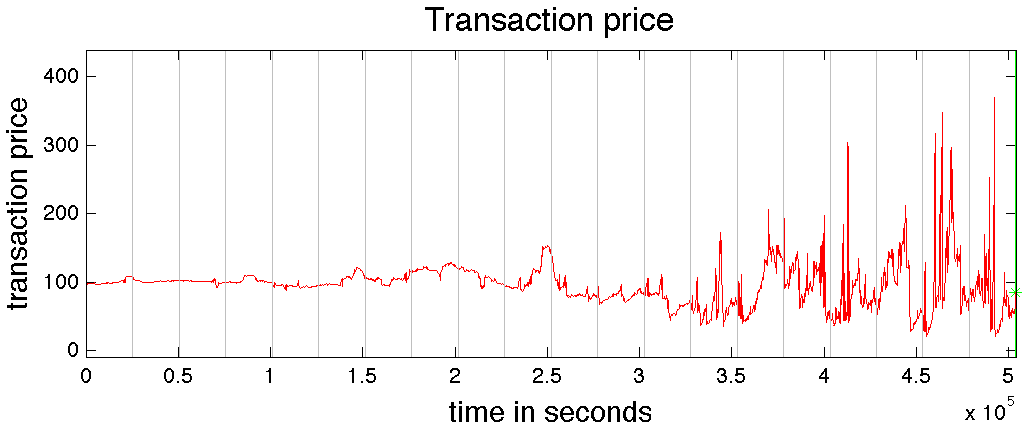 Transaction price
transaction price
400
300
200
100
0
0 0.5 1 1.5 2 2.5 3 3.5 4 4.5 5
time in seconds
x 10^5